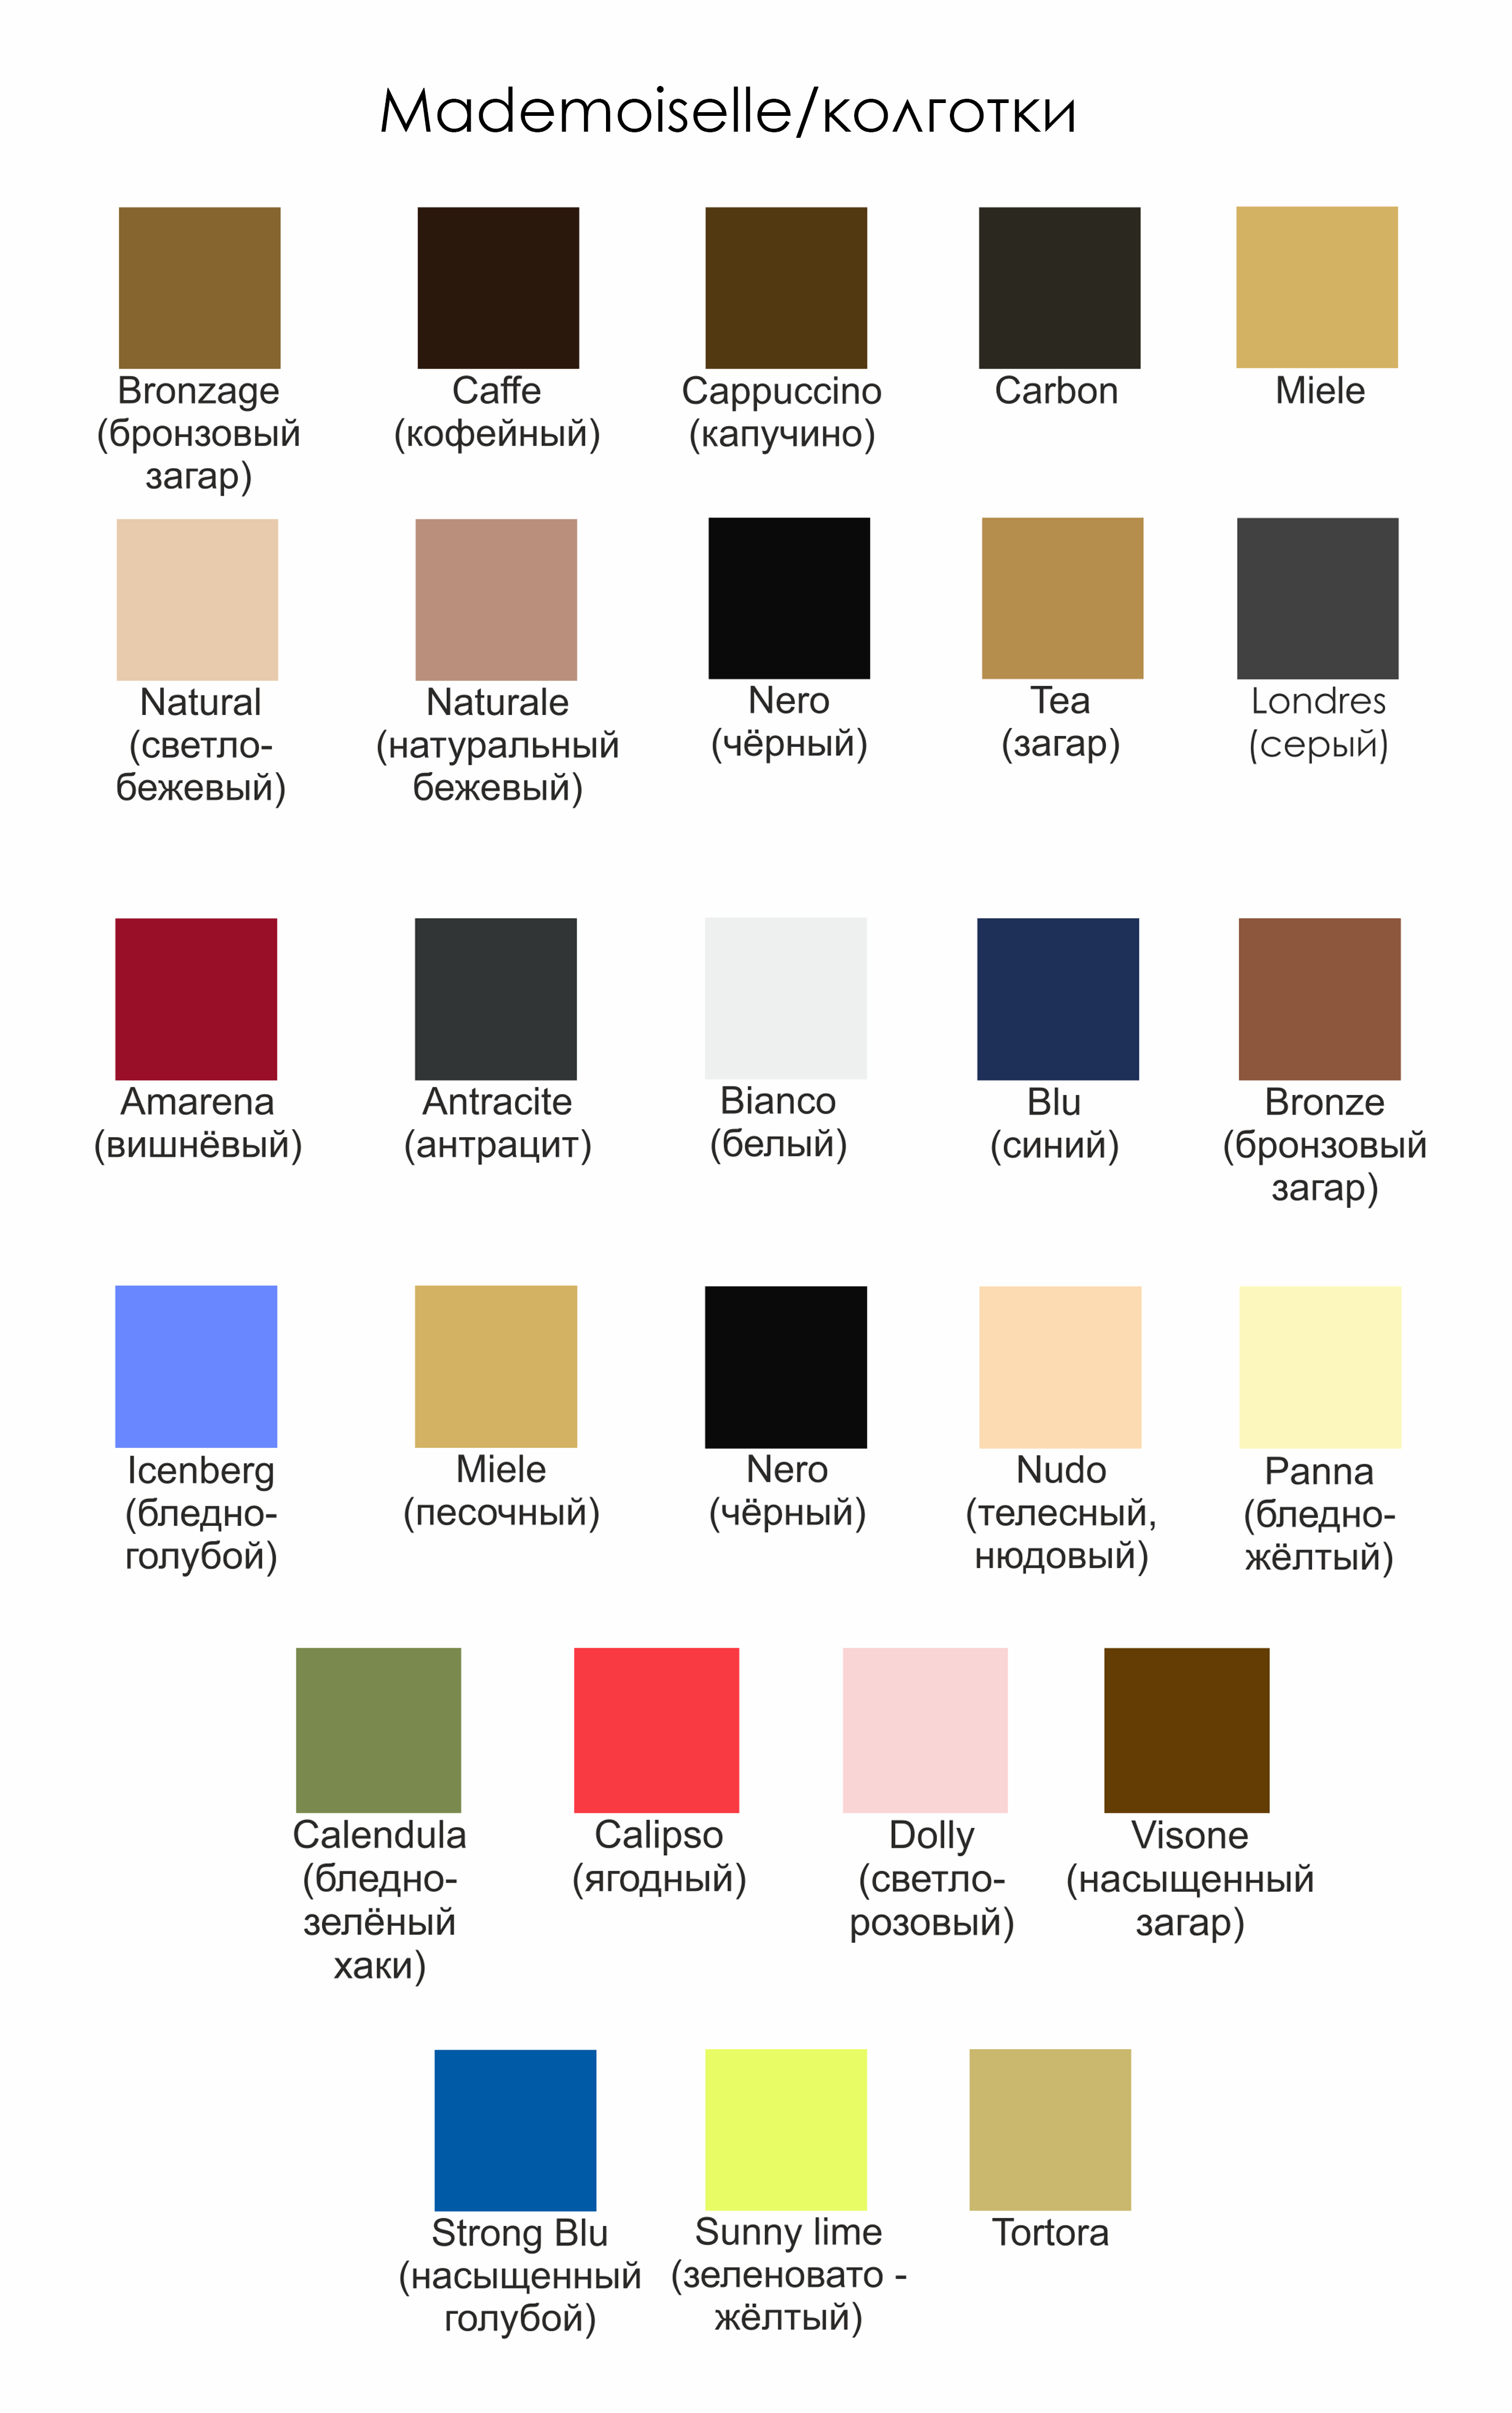 Mademoiselle/колготки
Bronzage
(бронзовый
загар)
Caffe
(кофейный)
Cappuccino
(капучино)
Carbon
Miele
Natural
(светло-
бежевый)
Naturale
(натуральный
бежевый)
Nero
(чёрный)
Tea
(загар)
Londres
(серый)
Amarena
(вишнёвый)
Antracite
(антрацит)
Bianco
(белый)
Blu
(синий)
Bronze
(бронзовый
загар)
Icenberg
(бледно-
голубой)
Miele
(песочный)
Nero
(чёрный)
Nudo
(телесный,
нюдовый)
Panna
(бледно-
жёлтый)
Calendula
(бледно-
зелёный
хаки)
Calipso
(ягодный)
Dolly
(светло-
розовый)
Visone
(насыщенный
загар)
Strong Blu
(насыщенный
голубой)
Sunny lime
(зеленовато -
жёлтый)
Tortora